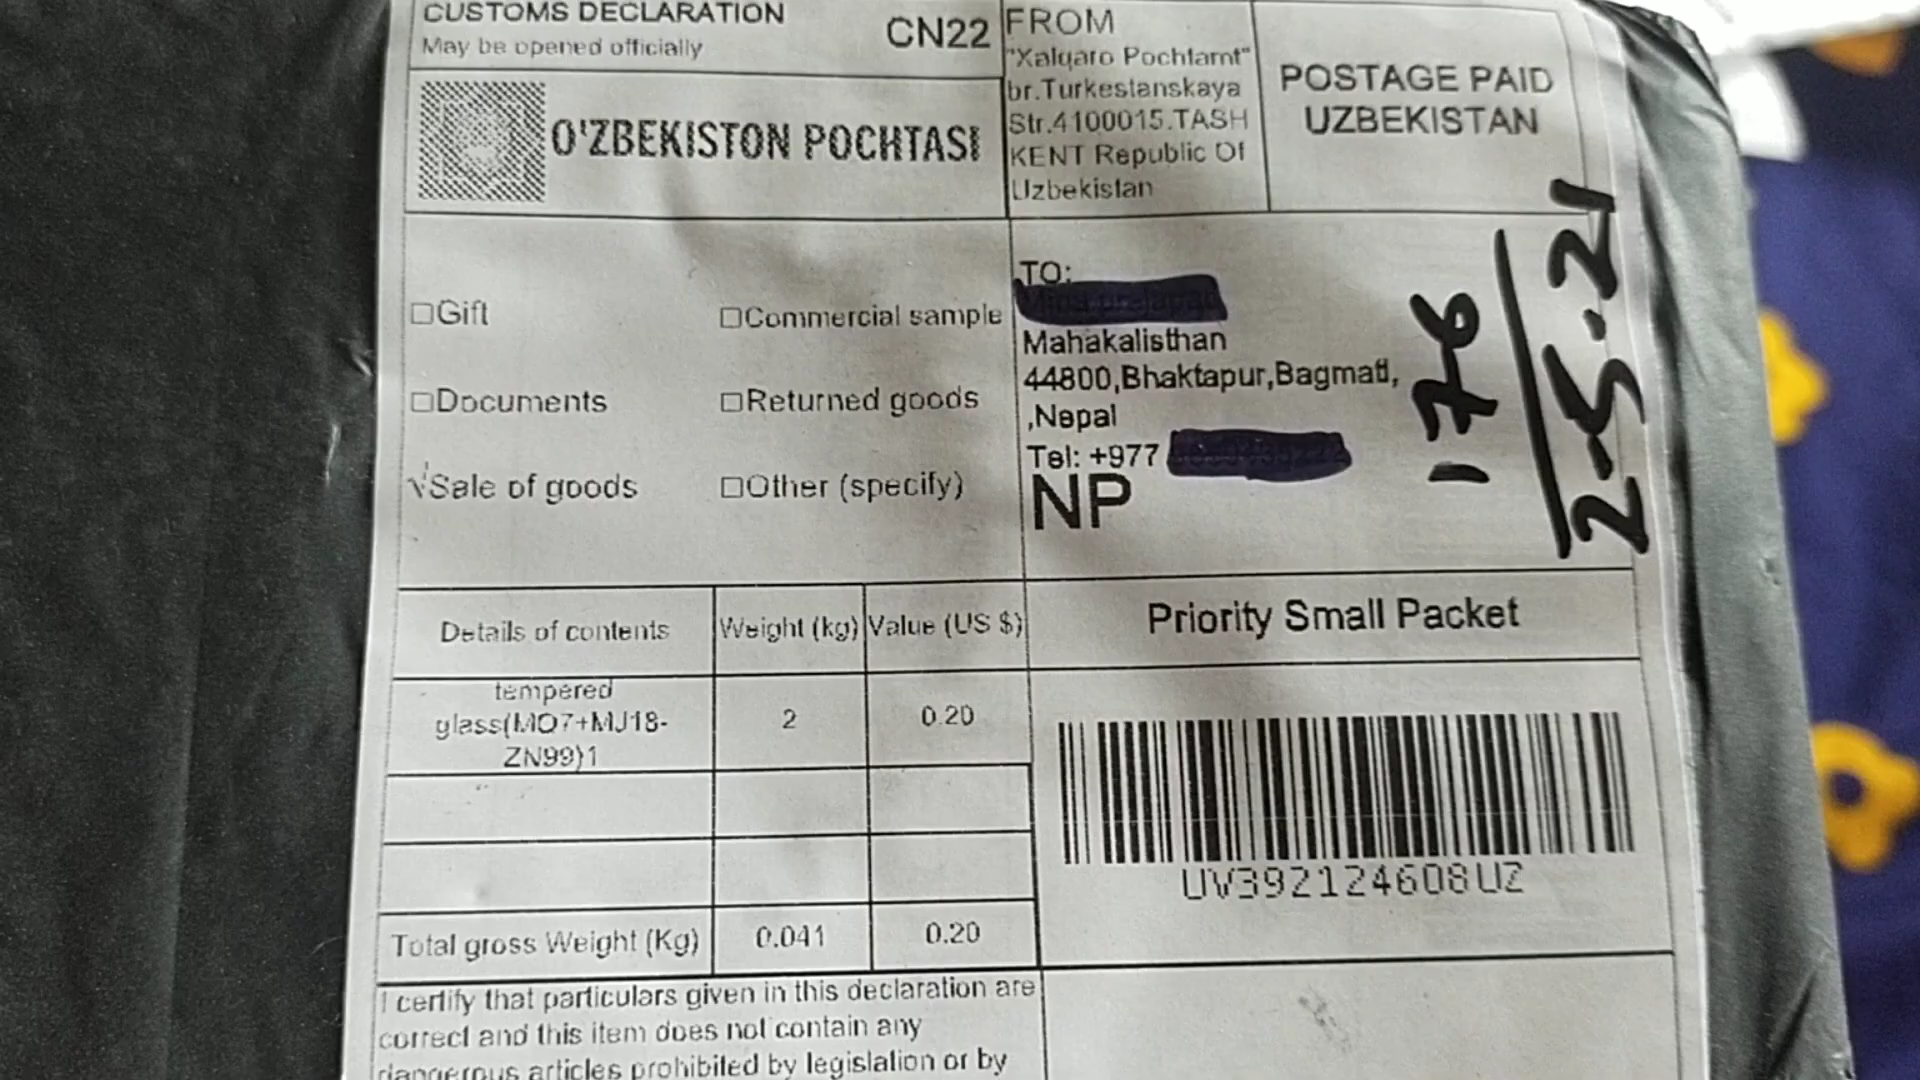 CUSTOMS DECLARATION
May be opened officially
CN22
O'ZBEKISTON POCHTASI
FROM
"Xalqaro Pochtamt"
br.Turkestanskaya
Str.4100015.TASH
KENT Republic Of
Uzbekistan
POSTAGE PAID
UZBEKISTAN
□Gift
□Commercial sample
□Documents
□Returned goods
√Sale of goods
□Other (specify)
TO:
Mahakalisthan
44800,Bhaktapur,Bagmati,
,Nepal
Tel: +977
NP
176
2-5.21
Details of contents
Weight (kg)
Value (US $)
tempered
glass(MO7+MJ18-
ZN99)1
2
0.20
Total gross Weight (Kg)
0.041
0.20
Priority Small Packet
UV392124608UZ
I certify that particulars given in this declaration are
correct and this item does not contain any
dangerous articles prohibited by legislation or by